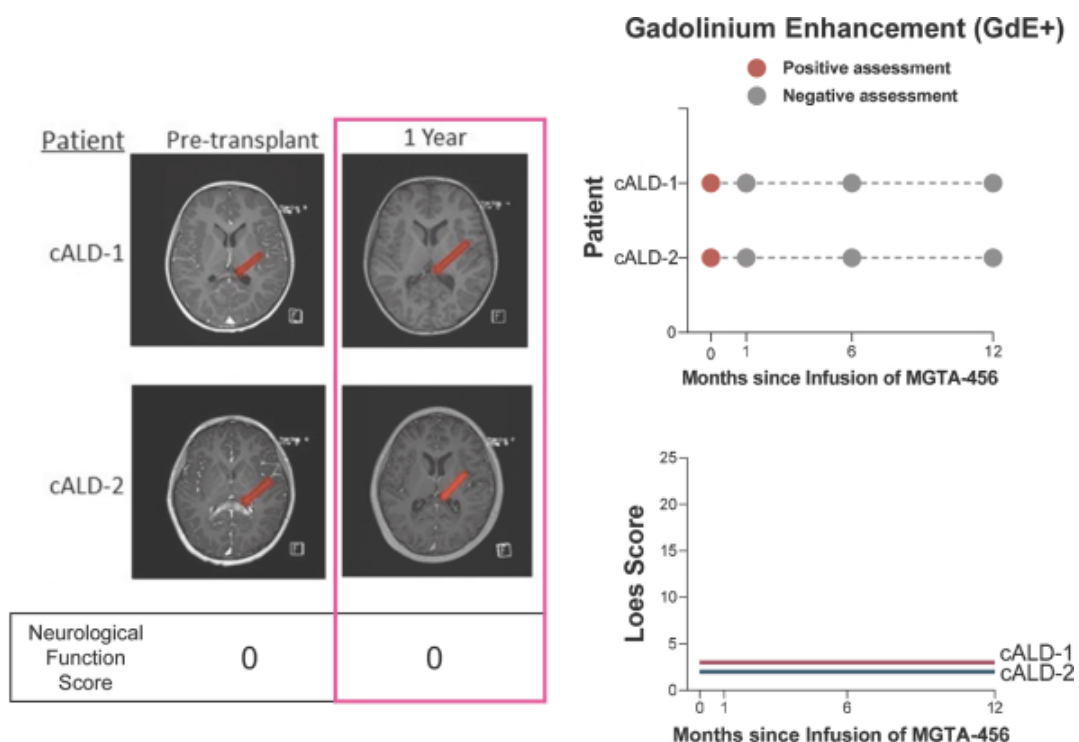 Patient Pre-transplant 1 Year
cALD-1
cALD-2
Neurological
Function
Score
0 0
Gadolinium Enhancement (GdE+)
Positive assessment
Negative assessment
Patient
cALD-1
cALD-2
0
0 1 6 12
Months since Infusion of MGTA-456
Loes Score
25
20
15
10
5
0
cALD-1
cALD-2
0 1 6 12
Months since Infusion of MGTA-456